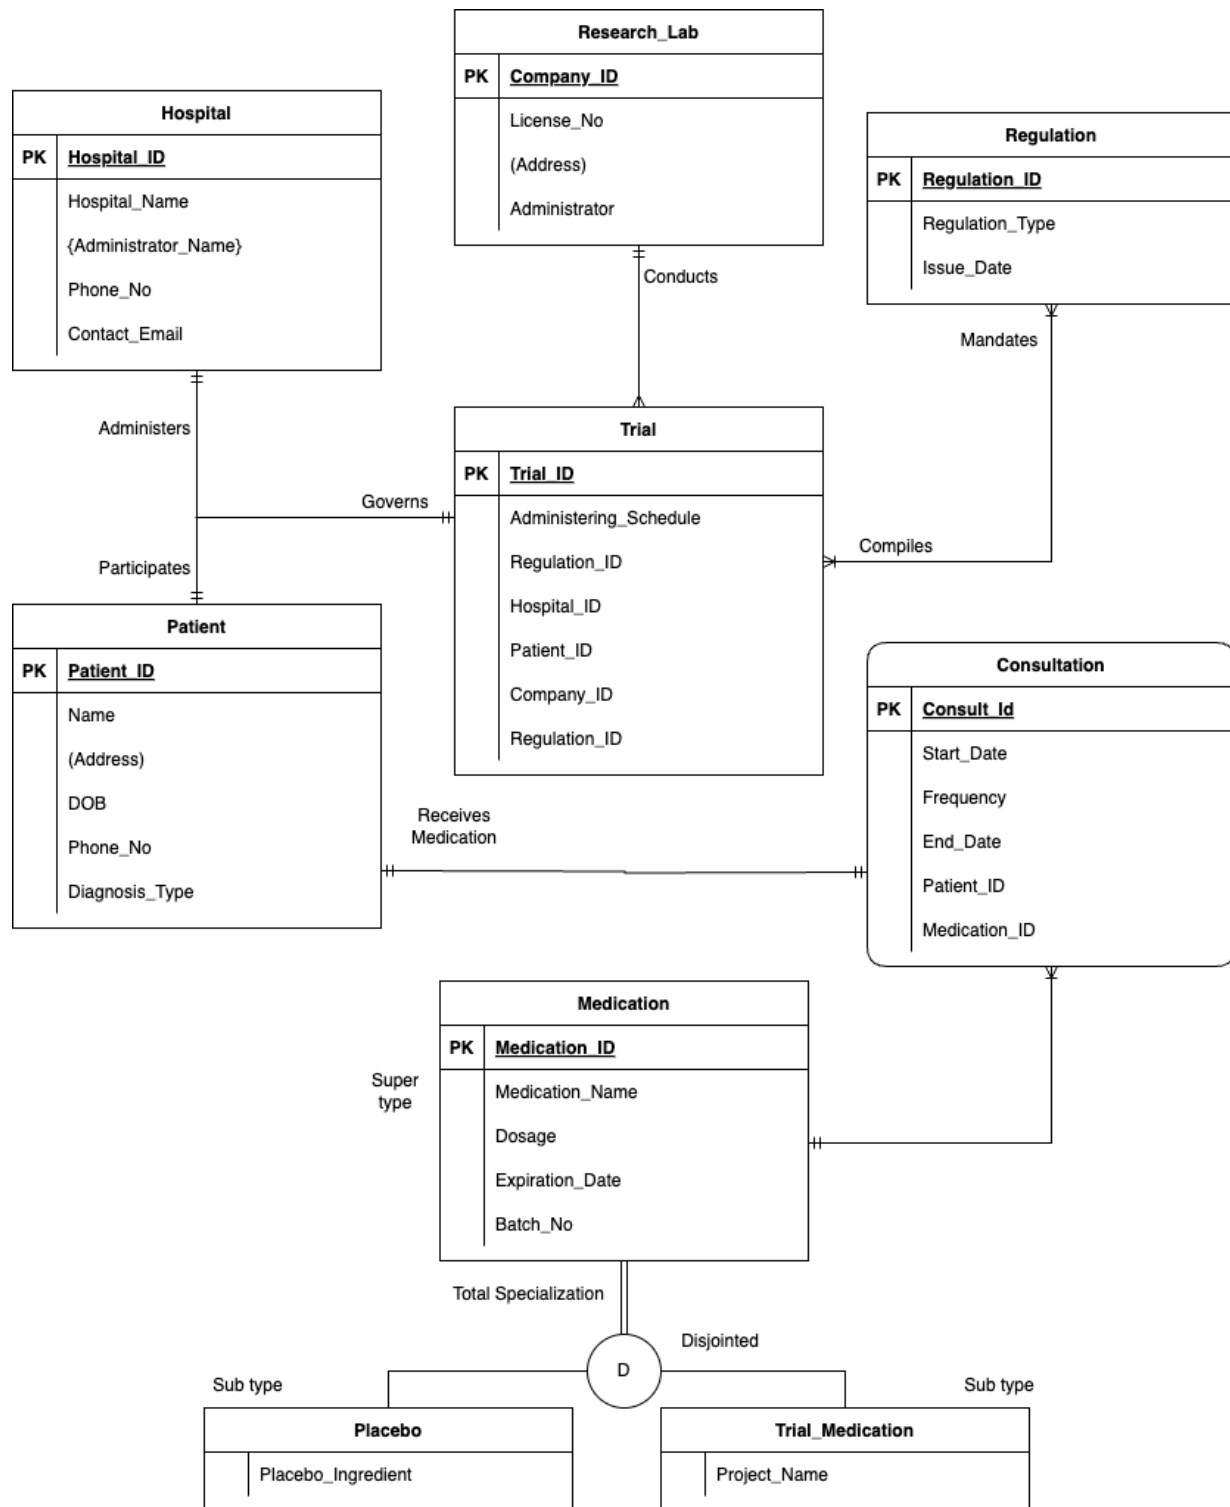 Research_Lab
PK Company_ID
License_No
(Address)
Administrator
Hospital
PK Hospital_ID
Hospital_Name
{Administrator_Name}
Phone_No
Contact_Email
Regulation
PK Regulation_ID
Regulation_Type
Issue_Date
Conducts
Mandates
Administers
Governs
Participates
Compiles
Trial
PK Trial_ID
Administering_Schedule
Regulation_ID
Hospital_ID
Patient_ID
Company_ID
Regulation_ID
Patient
PK Patient_ID
Name
(Address)
DOB
Phone_No
Diagnosis_Type
Consultation
PK Consult_Id
Start_Date
Frequency
End_Date
Patient_ID
Medication_ID
Receives
Medication
Medication
PK Medication_ID
Medication_Name
Dosage
Expiration_Date
Batch_No
Super
type
Total Specialization
Disjointed
D
Sub type
Sub type
Placebo
Placebo_Ingredient
Trial_Medication
Project_Name